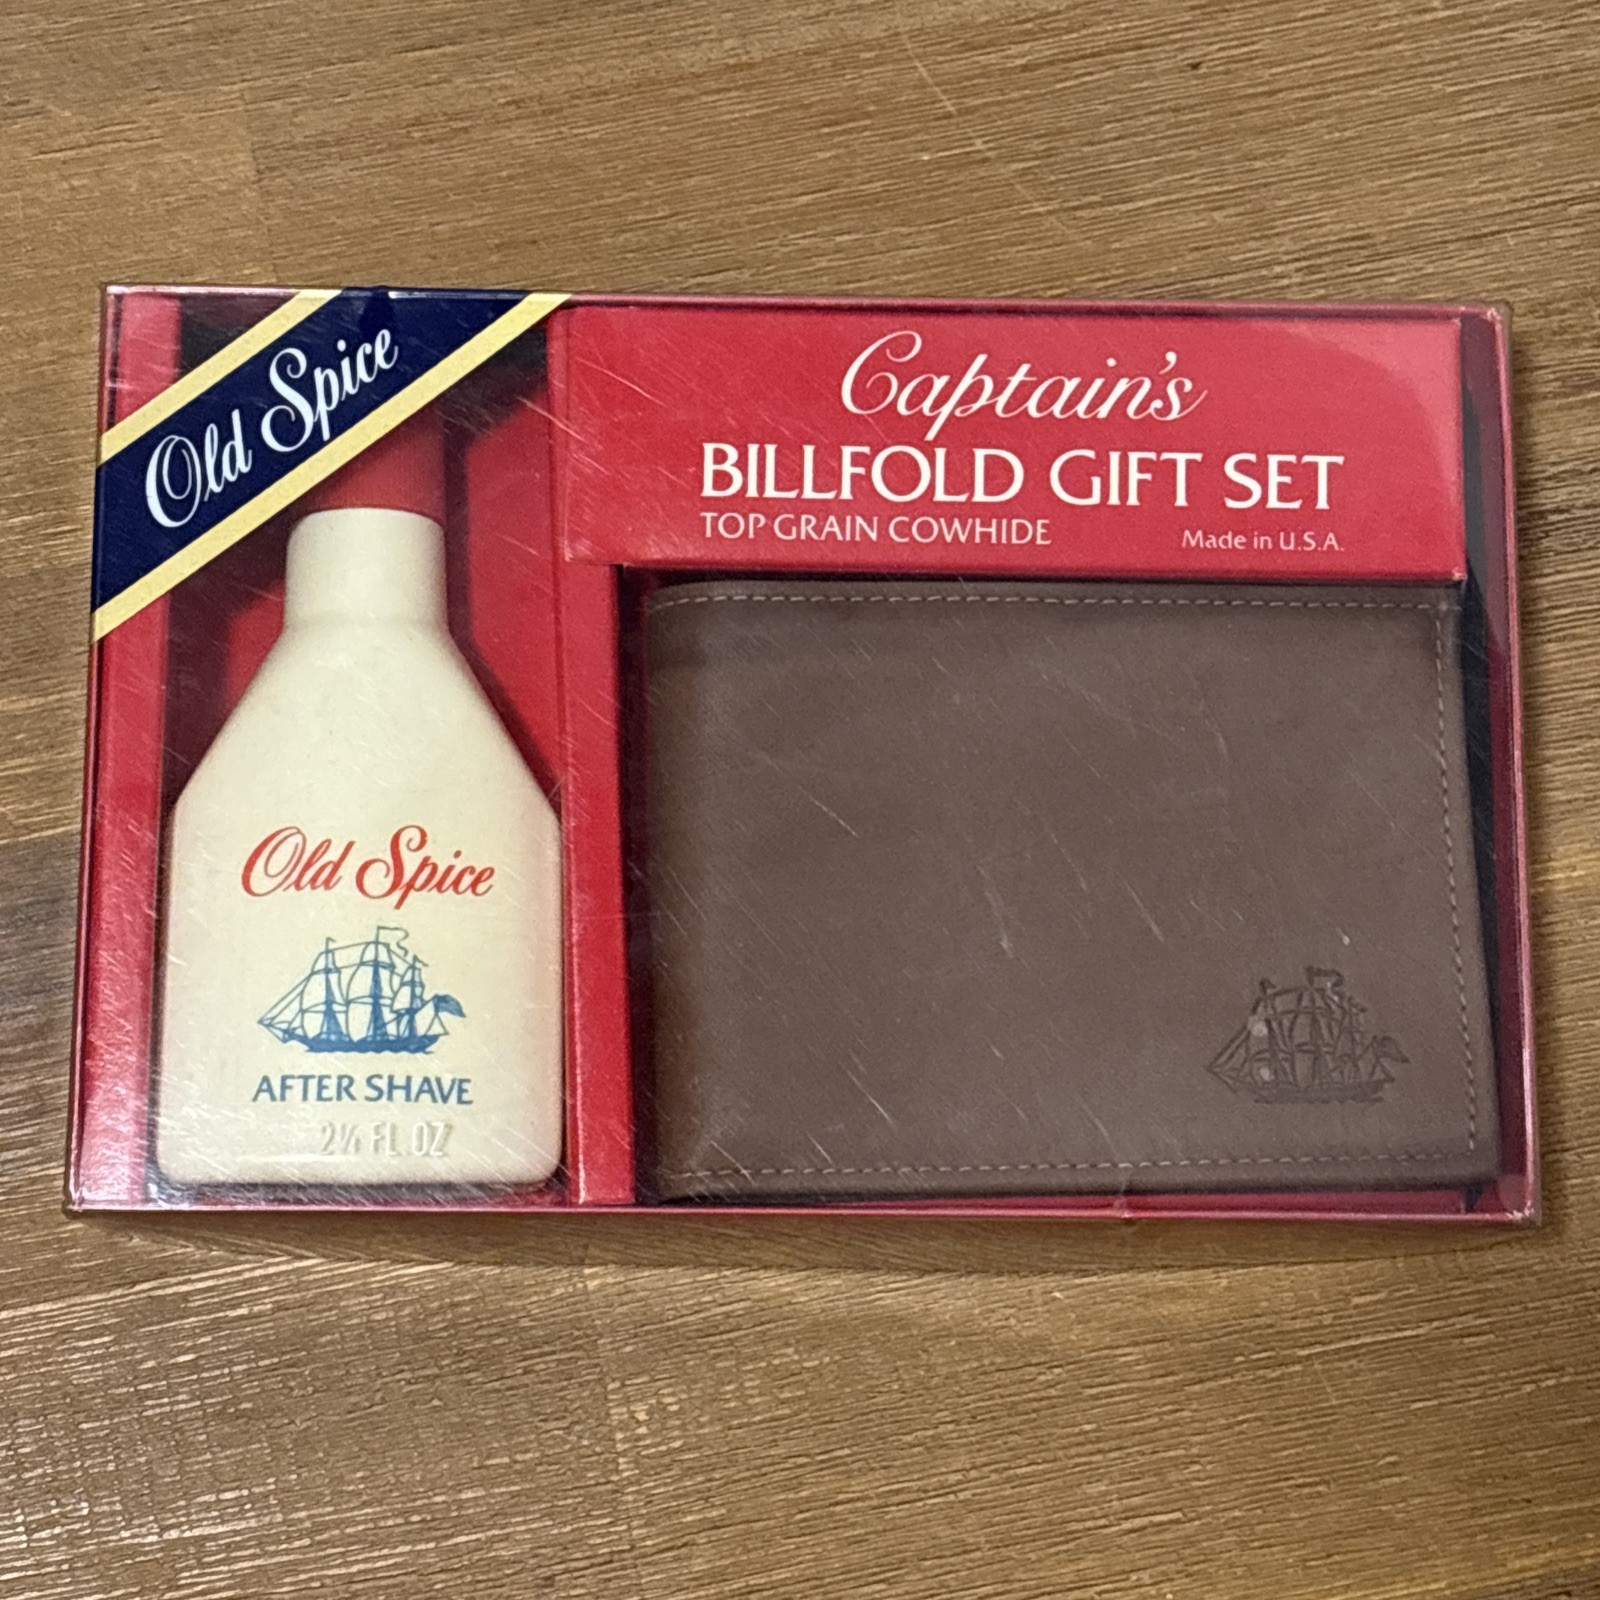 Old Spice
Captain's
BILLFOLD GIFT SET
TOP GRAIN COWHIDE
Made in U.S.A.
Old Spice
AFTER SHAVE
2¼ FL. OZ